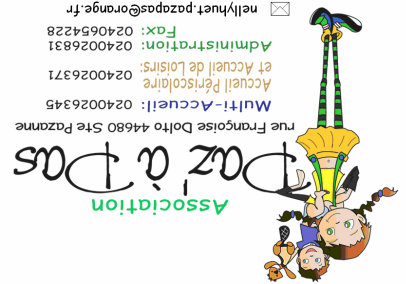 Association
Paz'à Pas
rue Françoise Dolto 44680 Ste Pazanne
Multi-Accueil: 0240026345
Accueil Périscolaire
et Accueil de Loisirs: 0240021371
Administration: 0240026831
Fax: 0240654228
nellyhuet.pazapas@orange.fr